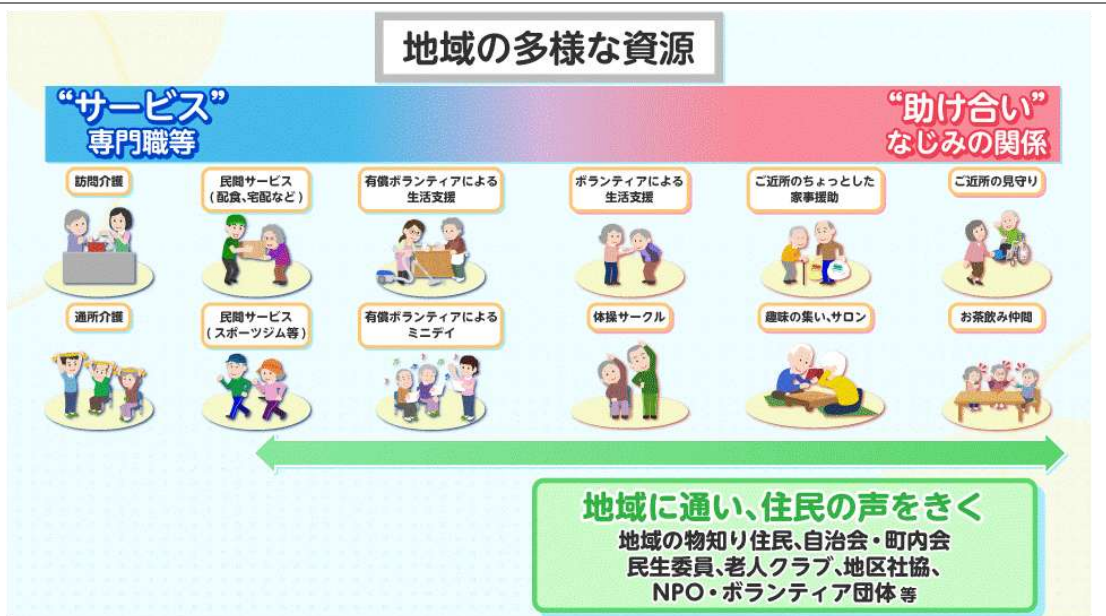 地域の多様な資源
“サービス”
専門職等
“助け合い”
なじみの関係
訪問介護
民間サービス
(配食、宅配など)
有償ボランティアによる
生活支援
ボランティアによる
生活支援
ご近所のちょっとした
家事援助
ご近所の見守り
通所介護
民間サービス
(スポーツジム等)
有償ボランティアによる
ミニデイ
体操サークル
趣味の集い、サロン
お茶飲み仲間
地域に通い、住民の声をきく
地域の物知り住民、自治会・町内会
民生委員、老人クラブ、地区社協、
NPO・ボランティア団体 等